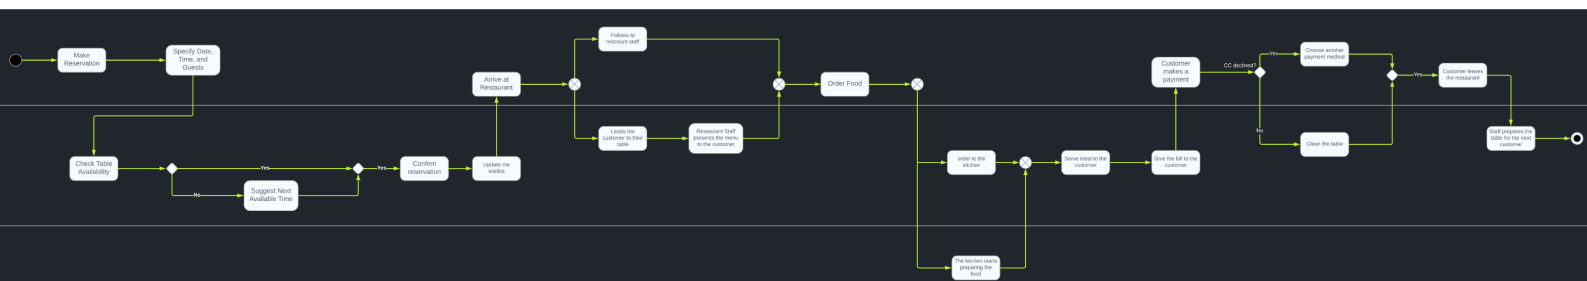 Make
Reservation
Specify Date,
Time, and
Guests
Check Table
Availability
Yes
No
Suggest Next
Available Time
Yes
Confirm
reservation
Update the
waitlist
Arrive at
Restaurant
Follows to
restraunt staff
Leads the
customer to their
table
Restaurant Staff
presents the menu
to the customer
Order Food
order to the
kitchen
The kitchen starts
preparing the
food
Serve meal to the
customer
Give the bill to the
customer
Customer
makes a
payment
CC declined?
Yes
No
Choose another
payment method
Clean the table
Yes
Customer leaves
the restaurant
Staff prepares the
table for the next
customer